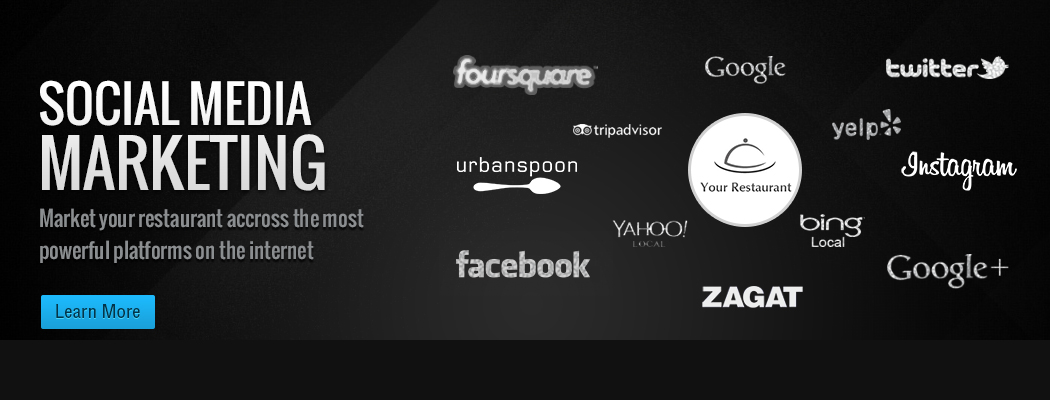 SOCIAL MEDIA
MARKETING
Market your restaurant accross the most
powerful platforms on the internet
Learn More
foursquare™
Google
twitter
tripadvisor
yelp
urbanspoon
Your Restaurant
Instagram
YAHOO!
LOCAL
bing
Local
facebook
Google+
ZAGAT